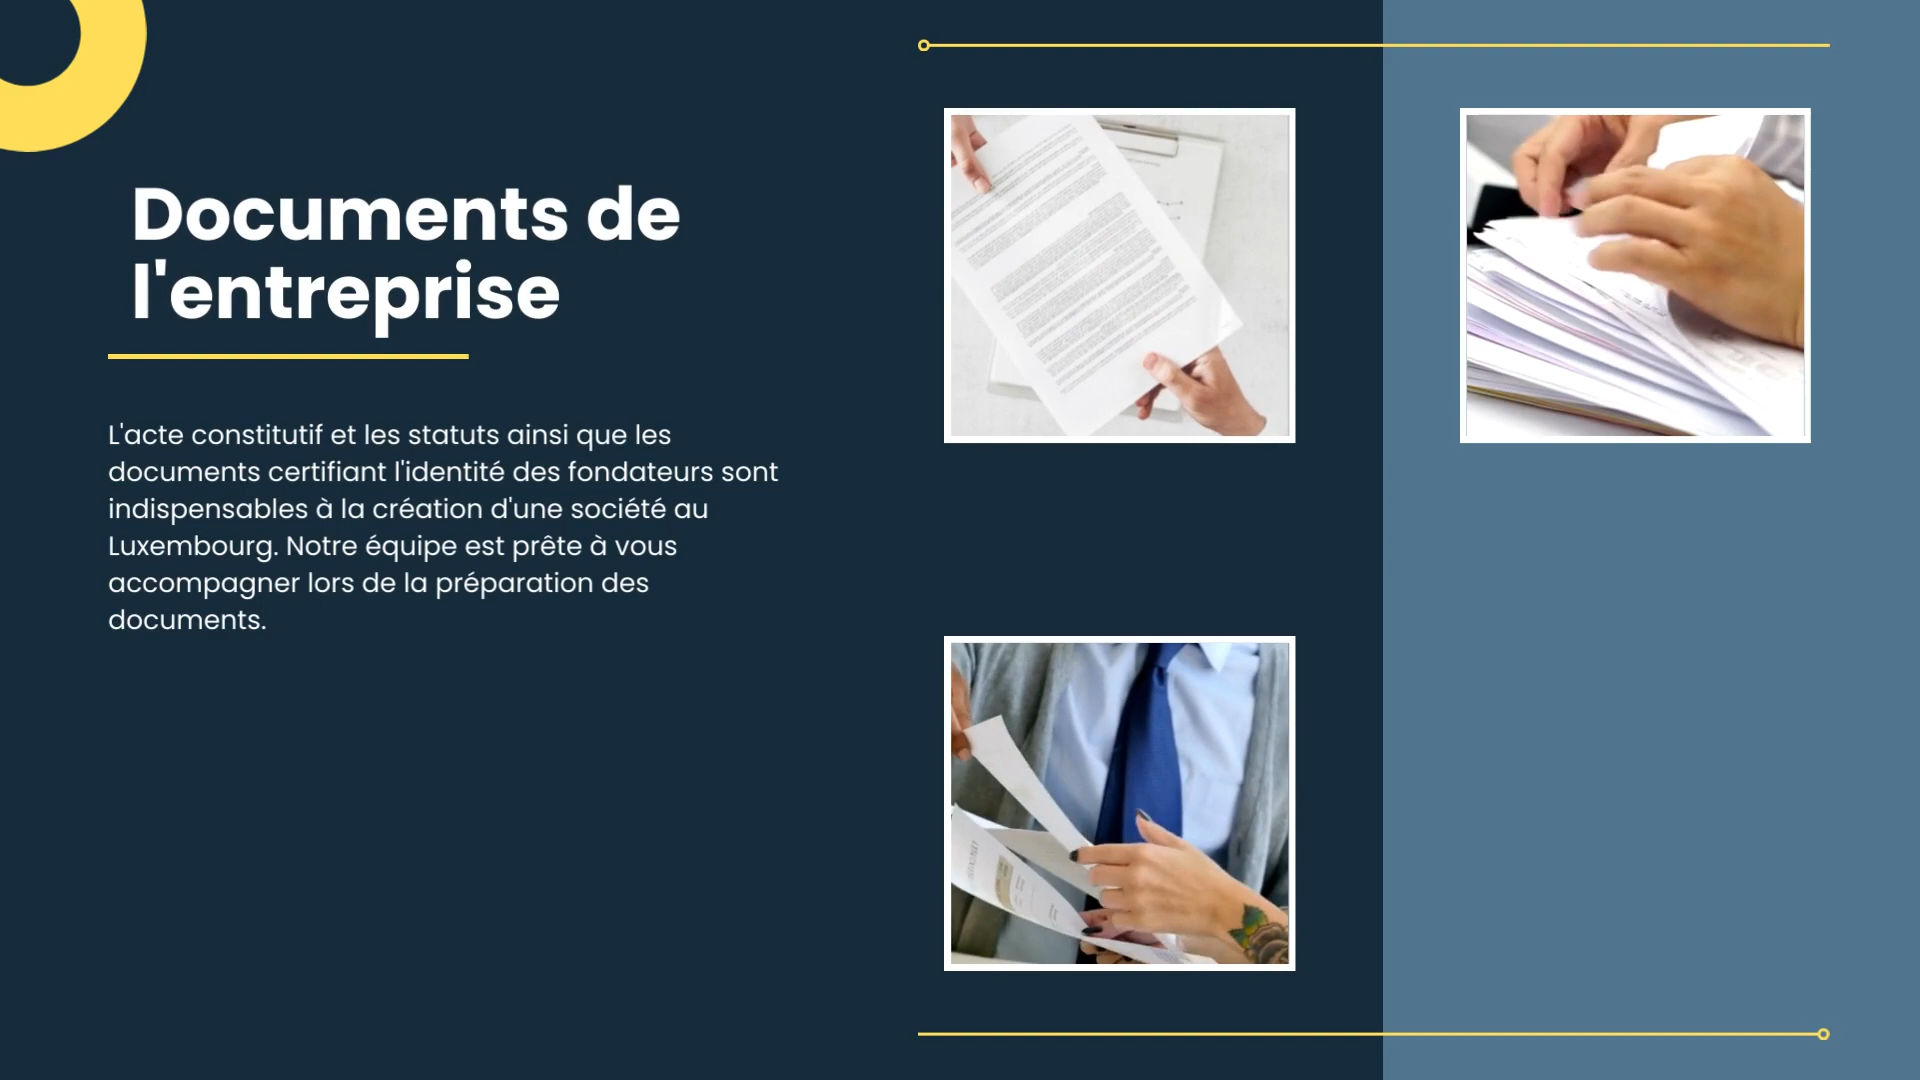 Documents de
l'entreprise
L'acte constitutif et les statuts ainsi que les
documents certifiant l'identité des fondateurs sont
indispensables à la création d'une société au
Luxembourg. Notre équipe est prête à vous
accompagner lors de la préparation des
documents.